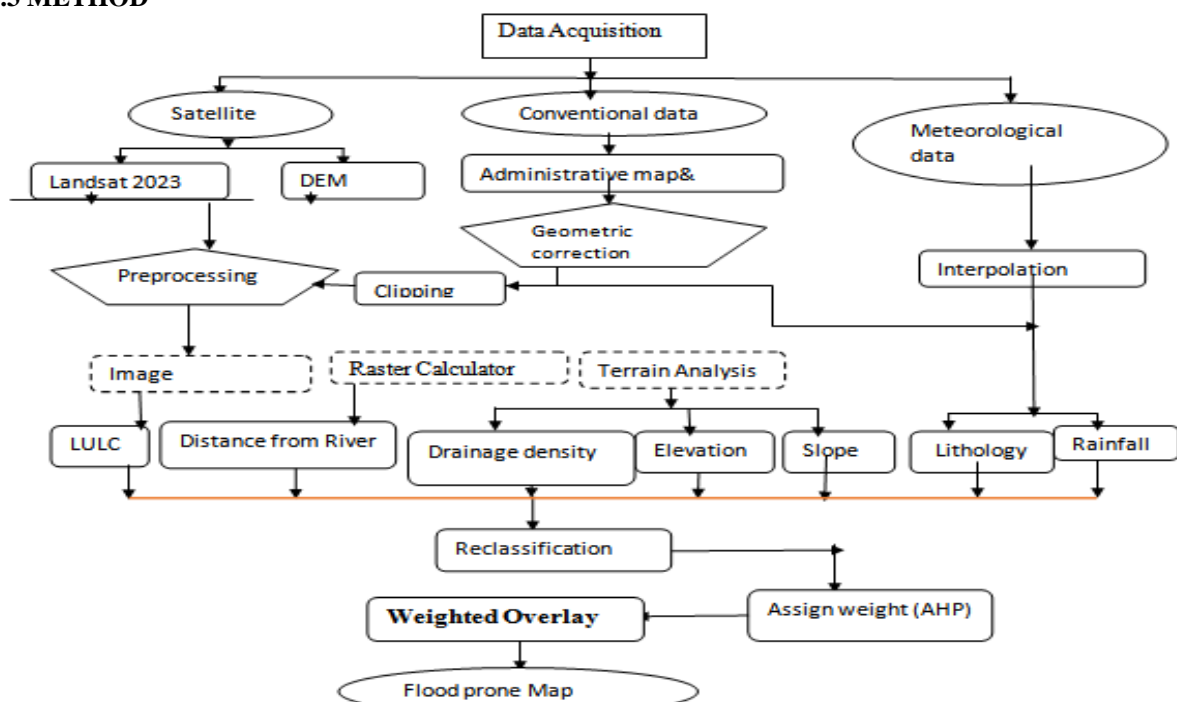 .3 METHOD
Data Acquisition
Satellite
Conventional data
Meteorological
data
Landsat 2023
DEM
Administrative map&
Geometric
correction
Preprocessing
Clipping
Interpolation
Image
Raster Calculator
Terrain Analysis
LULC
Distance from River
Drainage density
Elevation
Slope
Lithology
Rainfall
Reclassification
Assign weight (AHP)
Weighted Overlay
Flood prone Map